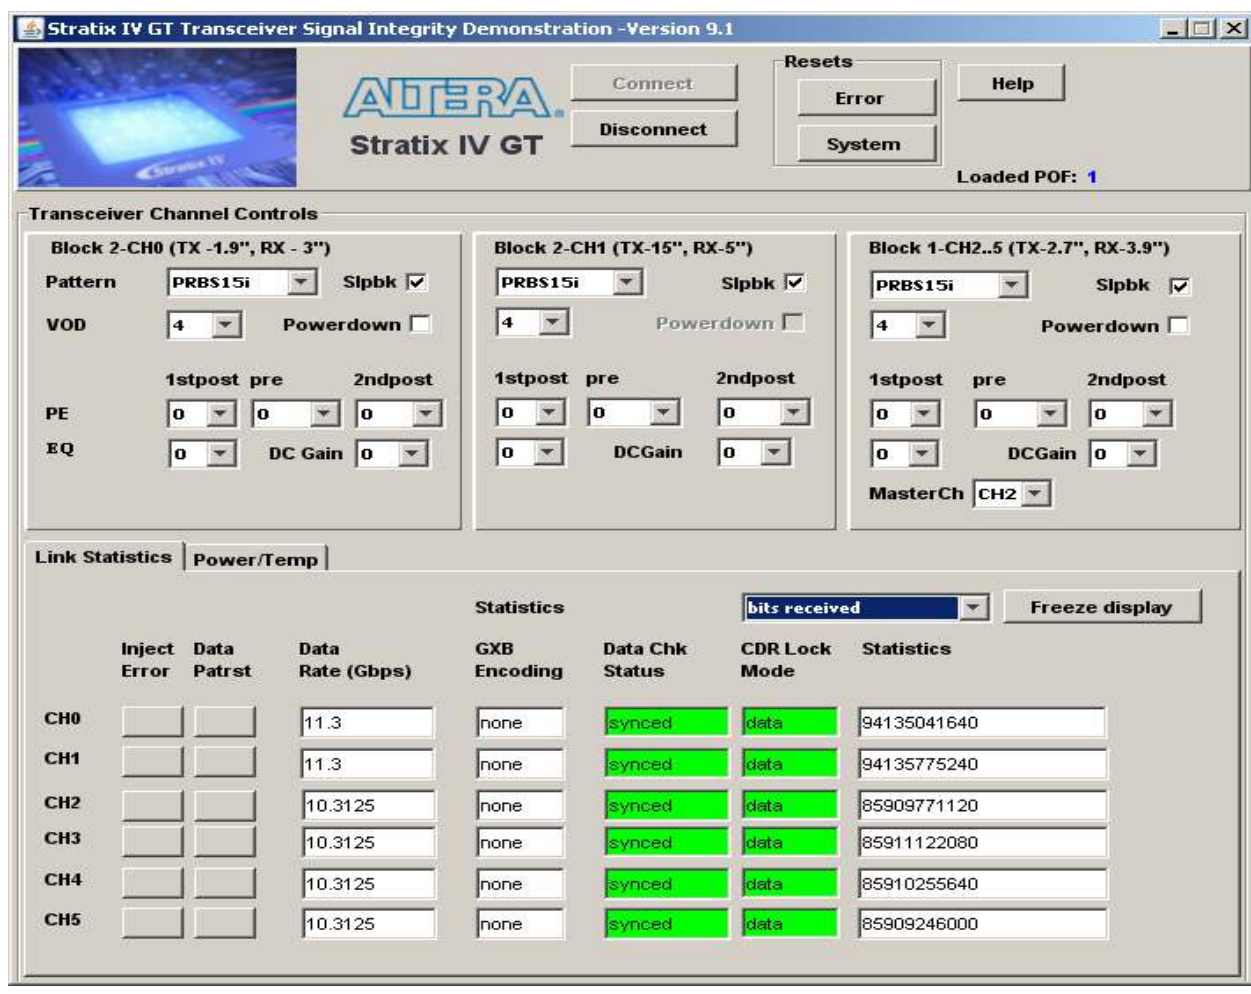 Stratix IV GT Transceiver Signal Integrity Demonstration -Version 9.1
Stratix IV
ALTERA.
Stratix IV GT
Connect
Disconnect
Resets
Error
System
Help
Loaded POF: 1
Transceiver Channel Controls
Block 2-CH0 (TX -1.9", RX - 3")
Pattern PRBS15i Slpbk
VOD 4 Powerdown
1stpost pre 2ndpost
PE 0 0 0
EQ 0 DC Gain 0
Block 2-CH1 (TX-15", RX-5")
PRBS15i Slpbk
4 Powerdown
1stpost pre 2ndpost
0 0 0
0 DCGain 0
Block 1-CH2..5 (TX-2.7", RX-3.9")
PRBS15i Slpbk
4 Powerdown
1stpost pre 2ndpost
0 0 0
0 DCGain 0
MasterCh CH2
Link Statistics Power/Temp
Statistics bits received Freeze display
Inject Data Data GXB Data Chk CDR Lock Statistics
Error Patrst Rate (Gbps) Encoding Status Mode
CH0 11.3 none synced data 94135041640
CH1 11.3 none synced data 94135775240
CH2 10.3125 none synced data 85909771120
CH3 10.3125 none synced data 85911122080
CH4 10.3125 none synced data 85910255640
CH5 10.3125 none synced data 85909246000